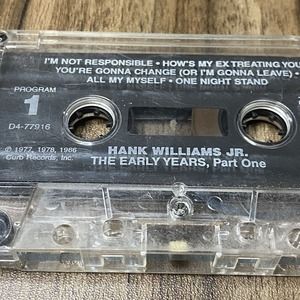 I'M NOT RESPONSIBLE • HOW'S MY EX TREATING YOU
YOU'RE GONNA CHANGE (OR I'M GONNA LEAVE) •
ALL MY MYSELF • ONE NIGHT STAND
PROGRAM
1
D4-77916
© 1977, 1978, 1986
Curb Records, Inc.
HANK WILLIAMS JR.
THE EARLY YEARS, Part One